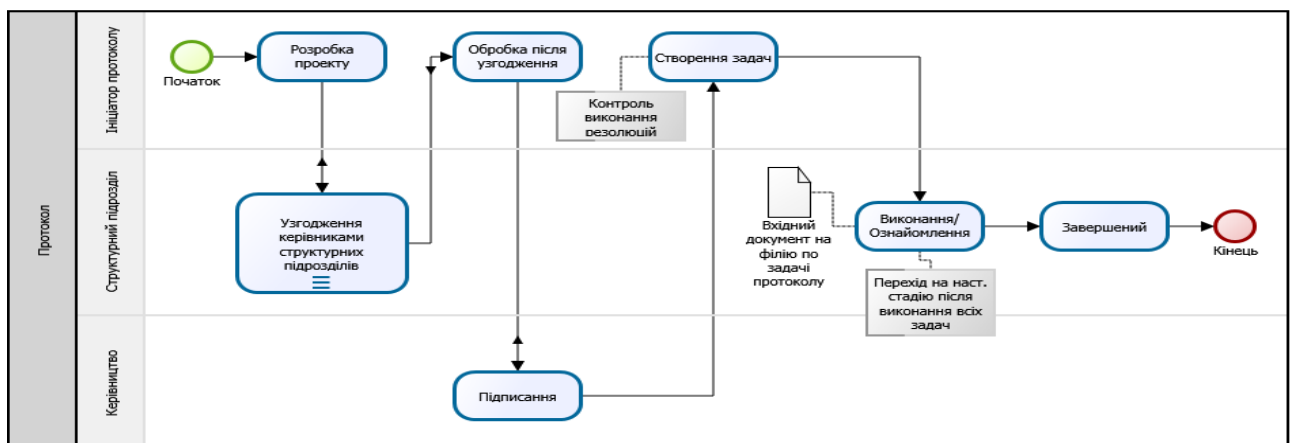 Протокол
Ініціатор протоколу
Початок
Розробка
проекту
Обробка після
узгодження
Створення задач
Контроль
виконання
резолюцій
Структурний підрозділ
Узгодження
керівниками
структурних
підрозділів
Вхідний
документ на
філію по
задачі
протоколу
Виконання/
Ознайомлення
Завершений
Кінець
Перехід на наст.
стадію після
виконання всіх
задач
Керівництво
Підписання